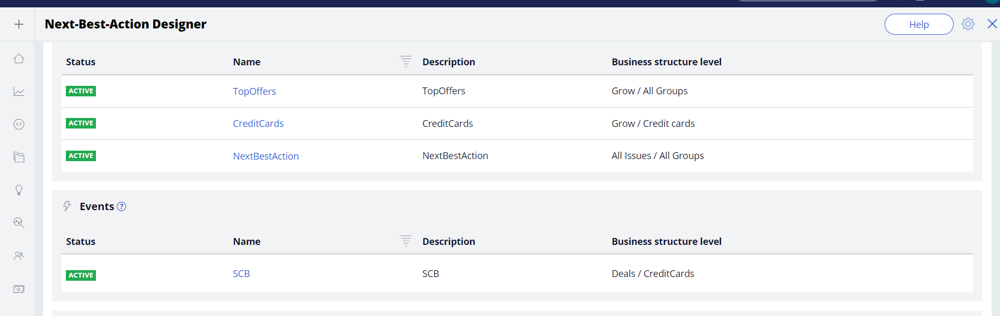 Next-Best-Action Designer Help
Status Name Description Business structure level
ACTIVE TopOffers TopOffers Grow / All Groups
ACTIVE CreditCards CreditCards Grow / Credit cards
ACTIVE NextBestAction NextBestAction All Issues / All Groups
Events ?
Status Name Description Business structure level
ACTIVE SCB SCB Deals / CreditCards
1:1